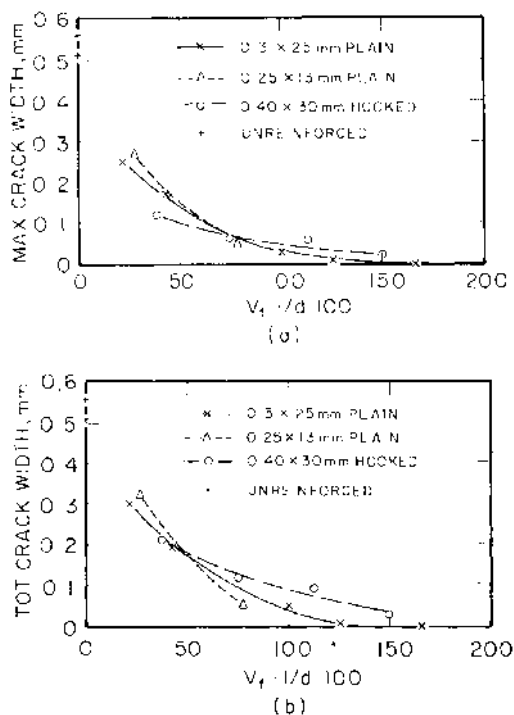 (a)
0 6
0 5
0 4
0 3
0 2
0 1
0
MAX CRACK WIDTH, mm
0 3 × 25 mm PLAIN
0 25 × 13 mm PLAIN
0 40 × 30 mm HOOKED
UNREINFORCED
0 50 100 150 200
Vf · l/d 100
(a)
0.6
0 5
0 4
0 3
0 2
0 1
0
TOT CRACK WIDTH, mm
0 3 × 25 mm PLAIN
0 25 × 13 mm PLAIN
0 40 × 30 mm HOOKED
UNREINFORCED
0 50 100 150 200
Vf · l/d 100
(b)